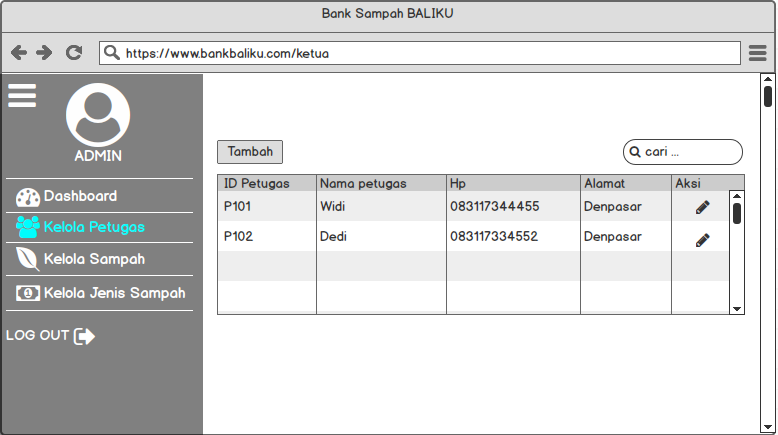 Bank Sampah BALIKU
https://www.bankbaliku.com/ketua
ADMIN
Dashboard
Kelola Petugas
Kelola Sampah
Kelola Jenis Sampah
LOG OUT
Tambah
cari ...
ID Petugas Nama petugas Hp Alamat Aksi
P101 Widi 083117344455 Denpasar
P102 Dedi 083117334552 Denpasar